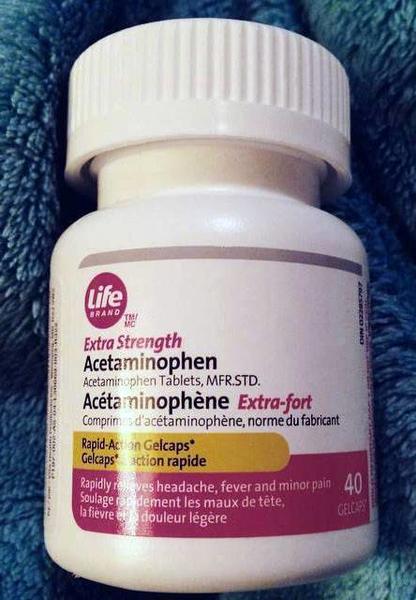 Life
BRAND
TM/
MC
Extra Strength
Acetaminophen
Acetaminophen Tablets, MFR.STD.
Acétaminophène Extra-fort
Comprimés d'acétaminophène, norme du fabricant
Rapid-Action Gelcaps*
Gelcaps* action rapide
Rapidly relieves headache, fever and minor pain
Soulage rapidement les maux de tête,
la fièvre et la douleur légère
40
GELCAPS*